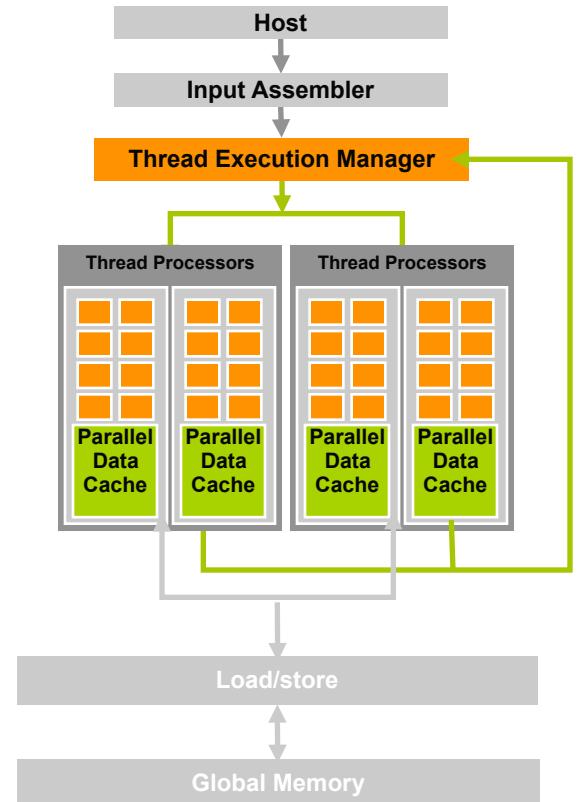 Host
Input Assembler
Thread Execution Manager
Thread Processors
Thread Processors
Parallel
Data
Cache
Parallel
Data
Cache
Parallel
Data
Cache
Parallel
Data
Cache
Load/store
Global Memory